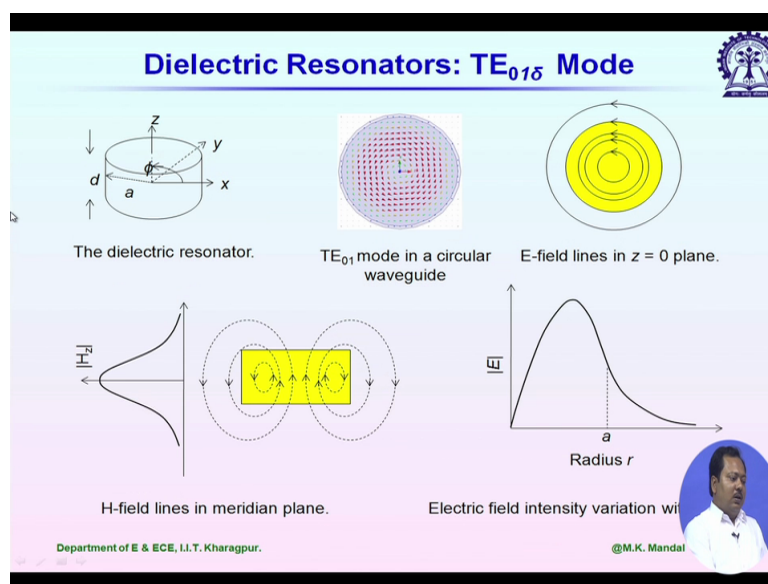 Dielectric Resonators: TE01δ Mode
z
y
ϕ
d
a
x
The dielectric resonator.
TE01 mode in a circular
waveguide
E-field lines in z = 0 plane.
|Hz|
|E|
a
Radius r
H-field lines in meridian plane.
Electric field intensity variation
Department of E & ECE, I.I.T. Kharagpur.
@M.K. Mandal